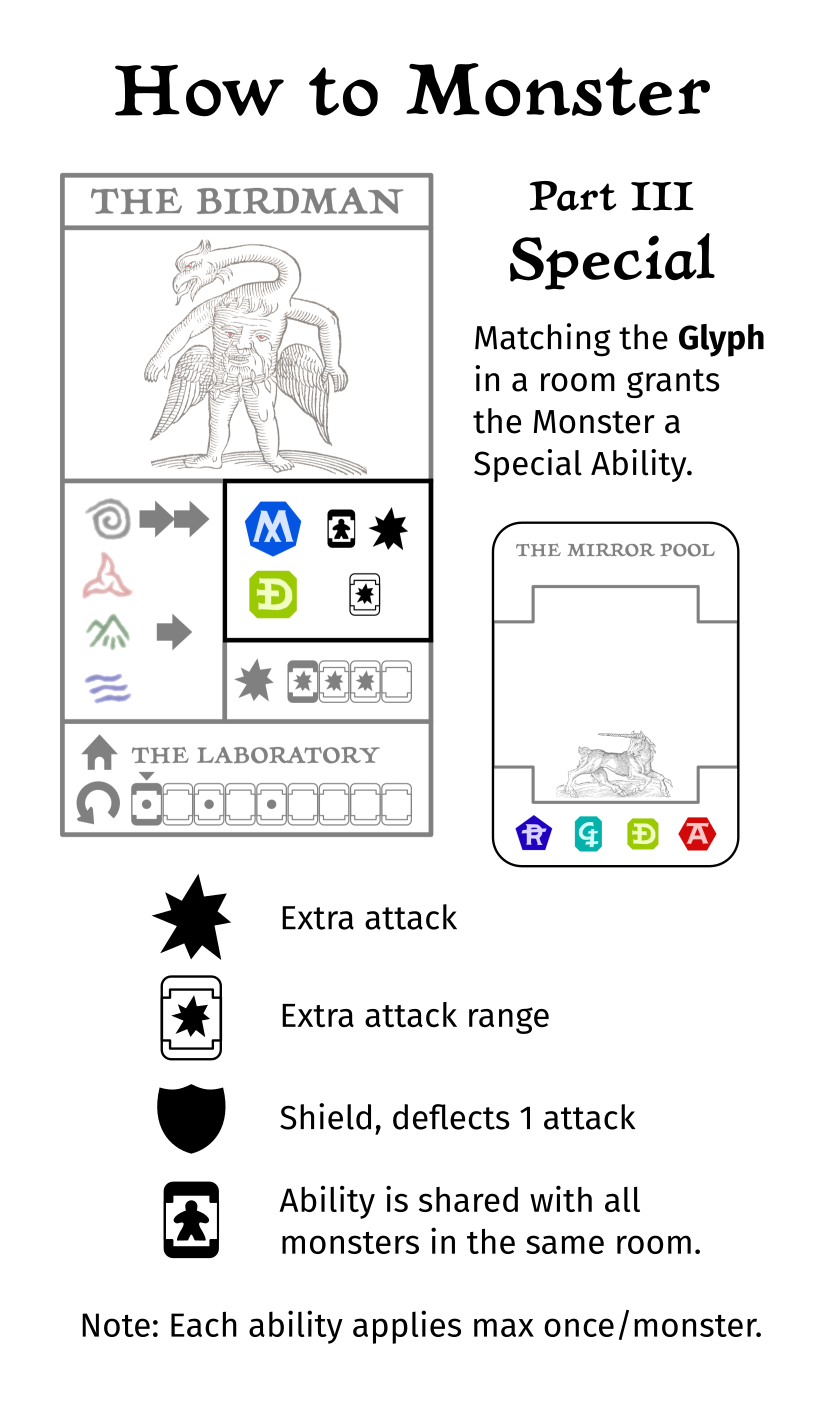 How to Monster
THE BIRDMAN
Part III
Special
Matching the Glyph
in a room grants
the Monster a
Special Ability.
THE MIRROR POOL
THE LABORATORY
Extra attack
Extra attack range
Shield, deflects 1 attack
Ability is shared with all
monsters in the same room.
Note: Each ability applies max once/monster.